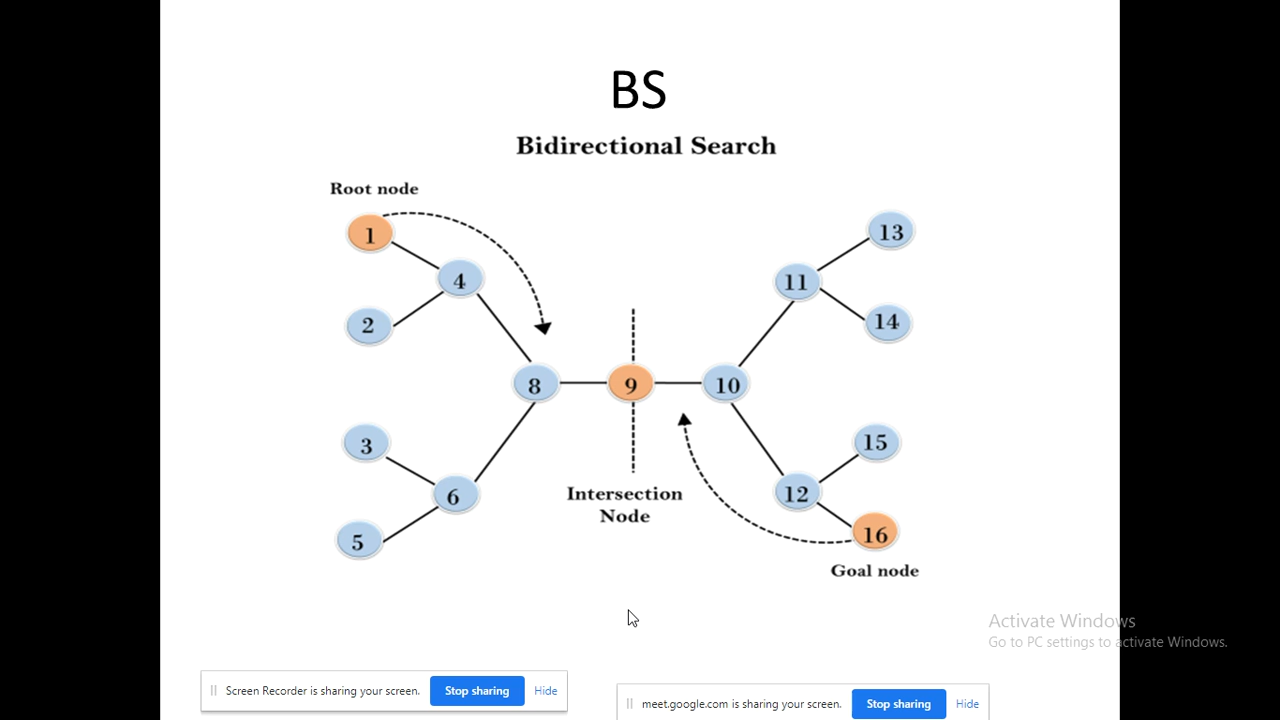 BS
Bidirectional Search
Root node
1
13
4
11
2
14
8
9
10
3
15
6
12
Intersection
Node
5
16
Goal node
Activate Windows
Go to PC settings to activate Windows.
Screen Recorder is sharing your screen. Stop sharing Hide
meet.google.com is sharing your screen. Stop sharing Hide